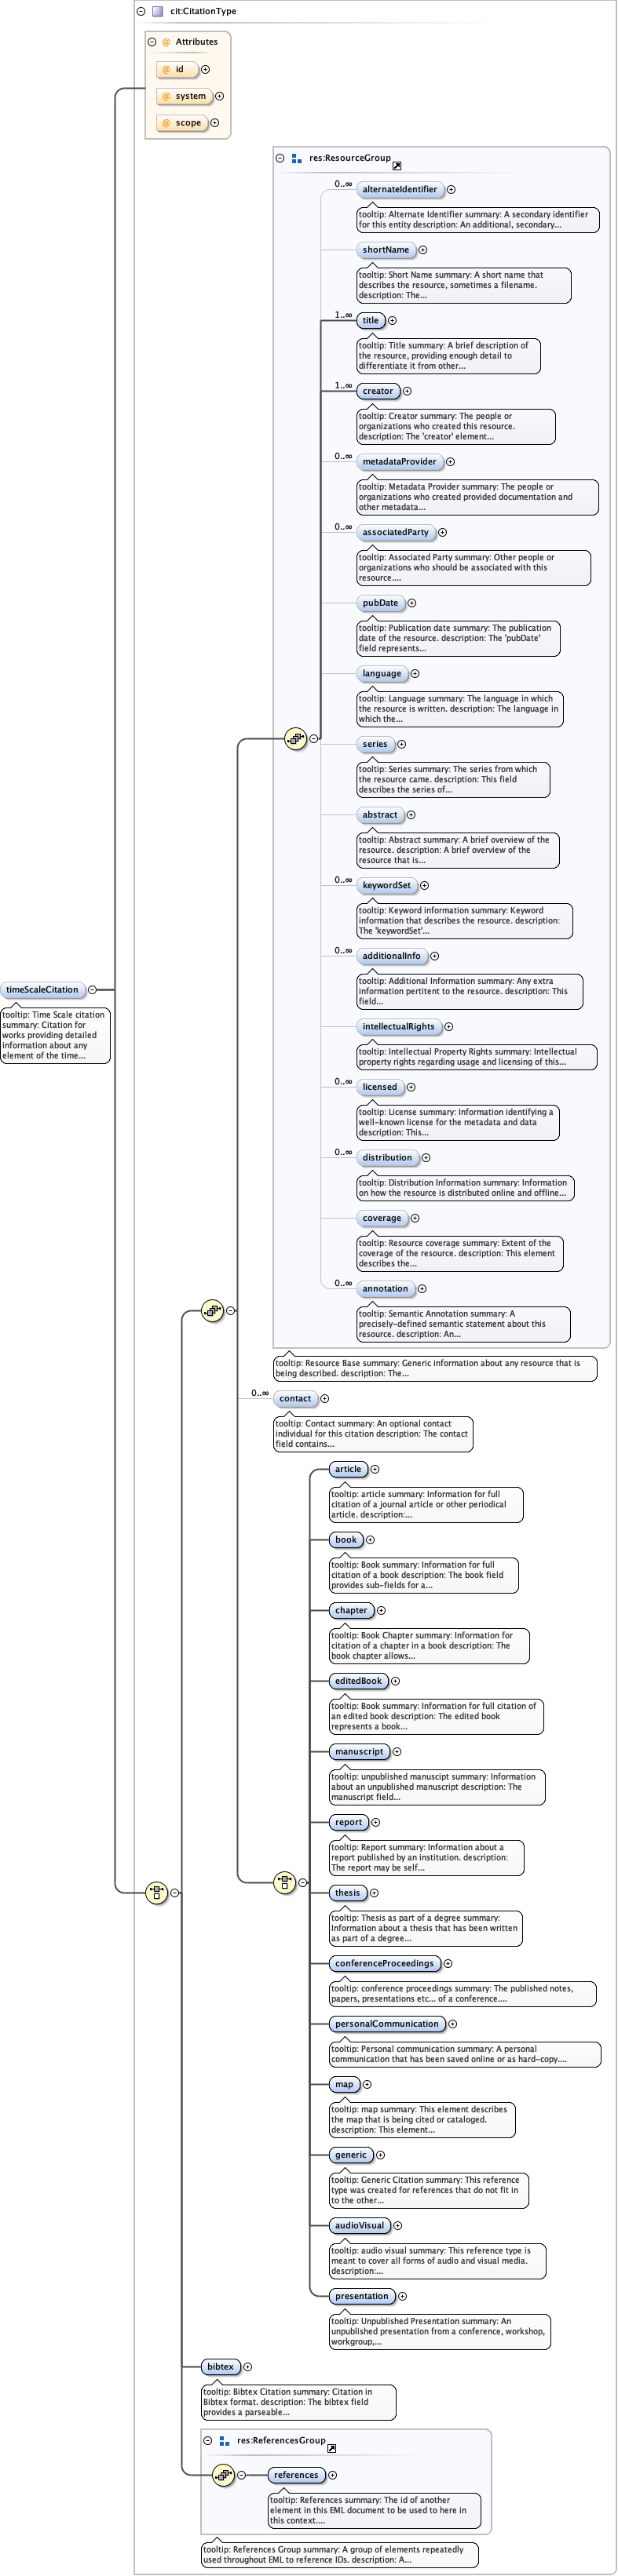 cit:CitationType
@ Attributes
@ id
@ system
@ scope
res:ResourceGroup
0..∞
alternateIdentifier
tooltip: Alternate Identifier summary: A secondary identifier
for this entity description: An additional, secondary...
shortName
tooltip: Short Name summary: A short name that
describes the resource, sometimes a filename.
description: The...
1..∞
title
tooltip: Title summary: A brief description of
the resource, providing enough detail to
differentiate it from other...
1..∞
creator
tooltip: Creator summary: The people or
organizations who created this resource.
description: The 'creator' element...
0..∞
metadataProvider
tooltip: Metadata Provider summary: The people or
organizations who created provided documentation and
other metadata...
0..∞
associatedParty
tooltip: Associated Party summary: Other people or
organizations who should be associated with this
resource....
pubDate
tooltip: Publication date summary: The publication
date of the resource. description: The 'pubDate'
field represents...
language
tooltip: Language summary: The language in which
the resource is written. description: The language in
which the...
series
tooltip: Series summary: The series from which
the resource came. description: This field
describes the series of...
abstract
tooltip: Abstract summary: A brief overview of the
resource. description: A brief overview of the
resource that is...
0..∞
keywordSet
tooltip: Keyword information summary: Keyword
information that describes the resource. description:
The 'keywordSet'...
0..∞
additionalInfo
tooltip: Additional Information summary: Any extra
information pertitent to the resource. description: This
field...
timeScaleCitation
tooltip: Time Scale citation
summary: Citation for
works providing detailed
information about any
element of the time...
intellectualRights
tooltip: Intellectual Property Rights summary: Intellectual
property rights regarding usage and licensing of this...
0..∞
licensed
tooltip: License summary: Information identifying a
well-known license for the metadata and data
description: This...
0..∞
distribution
tooltip: Distribution Information summary: Information
on how the resource is distributed online and offline...
coverage
tooltip: Resource coverage summary: Extent of the
coverage of the resource. description: This element
describes the...
0..∞
annotation
tooltip: Semantic Annotation summary: A
precisely-defined semantic statement about this
resource. description: An...
tooltip: Resource Base summary: Generic information about any resource that is
being described. description: The...
0..∞
contact
tooltip: Contact summary: An optional contact
individual for this citation description: The contact
field contains...
article
tooltip: article summary: Information for full
citation of a journal article or other periodical
article. description:...
book
tooltip: Book summary: Information for full
citation of a book description: The book field
provides sub-fields for a...
chapter
tooltip: Book Chapter summary: Information for
citation of a chapter in a book description: The
book chapter allows...
editedBook
tooltip: Book summary: Information for full citation of
an edited book description: The edited book
represents a book...
manuscript
tooltip: unpublished manuscipt summary: Information
about an unpublished manuscript description: The
manuscript field...
report
tooltip: Report summary: Information about a
report published by an institution. description:
The report may be self...
thesis
tooltip: Thesis as part of a degree summary:
Information about a thesis that has been written
as part of a degree...
conferenceProceedings
tooltip: conference proceedings summary: The published notes,
papers, presentations etc... of a conference....
personalCommunication
tooltip: Personal communication summary: A personal
communication that has been saved online or as hard-copy....
map
tooltip: map summary: This element describes
the map that is being cited or cataloged.
description: This element...
generic
tooltip: Generic Citation summary: This reference
type was created for references that do not fit in
to the other...
audioVisual
tooltip: audio visual summary: This reference type is
meant to cover all forms of audio and visual media.
description:...
presentation
tooltip: Unpublished Presentation summary: An
unpublished presentation from a conference, workshop,
workgroup,...
bibtex
tooltip: Bibtex Citation summary: Citation in
Bibtex format. description: The bibtex field
provides a parseable...
res:ReferencesGroup
references
tooltip: References summary: The id of another
element in this EML document to be used to here in
this context....
tooltip: References Group summary: A group of elements repeatedly
used throughout EML to reference IDs. description: A...